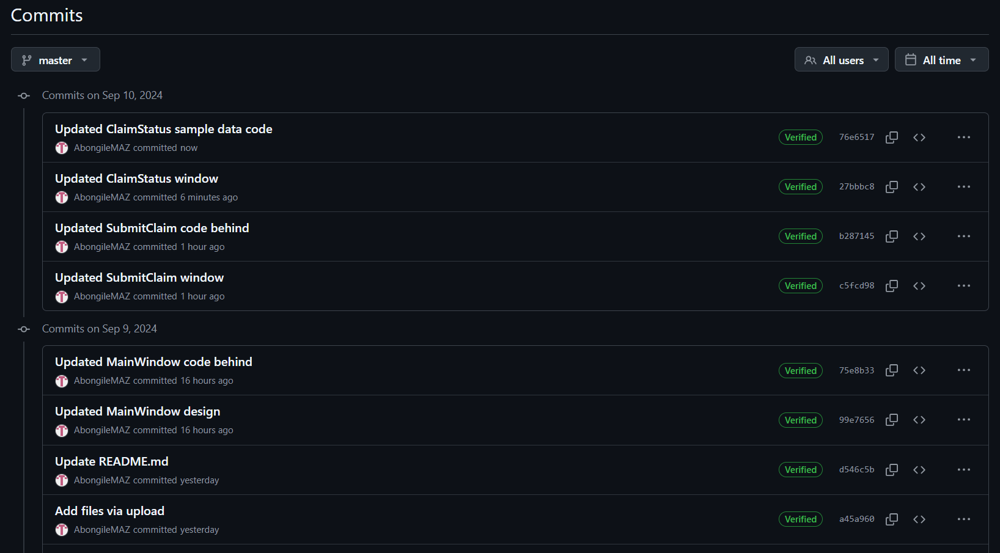 Commits
master
All users
All time
Commits on Sep 10, 2024
Updated ClaimStatus sample data code
AbongileMAZ committed now
Verified
76e6517
Updated ClaimStatus window
AbongileMAZ committed 6 minutes ago
Verified
27bbbc8
Updated SubmitClaim code behind
AbongileMAZ committed 1 hour ago
Verified
b287145
Updated SubmitClaim window
AbongileMAZ committed 1 hour ago
Verified
c5fcd98
Commits on Sep 9, 2024
Updated MainWindow code behind
AbongileMAZ committed 16 hours ago
Verified
75e8b33
Updated MainWindow design
AbongileMAZ committed 16 hours ago
Verified
99e7656
Update README.md
AbongileMAZ committed yesterday
Verified
d546c5b
Add files via upload
AbongileMAZ committed yesterday
Verified
a45a960